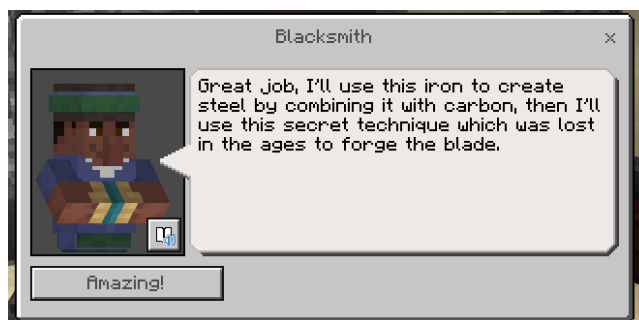 Blacksmith
x
Great job, I'll use this iron to create
steel by combining it with carbon, then I'll
use this secret technique which was lost
in the ages to forge the blade.
Amazing!